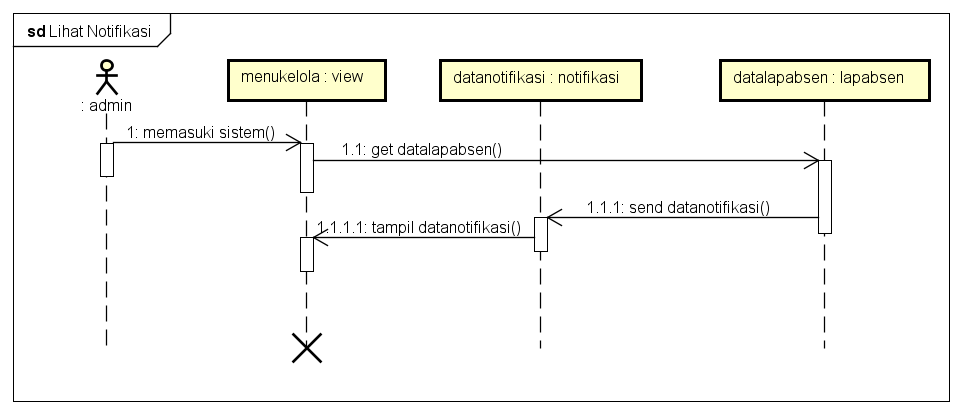 sd Lihat Notifikasi
: admin
menukelola : view
datanotifikasi : notifikasi
datalapabsen : lapabsen
1: memasuki sistem()
1.1: get datalapabsen()
1.1.1: send datanotifikasi()
1.1.1.1: tampil datanotifikasi()